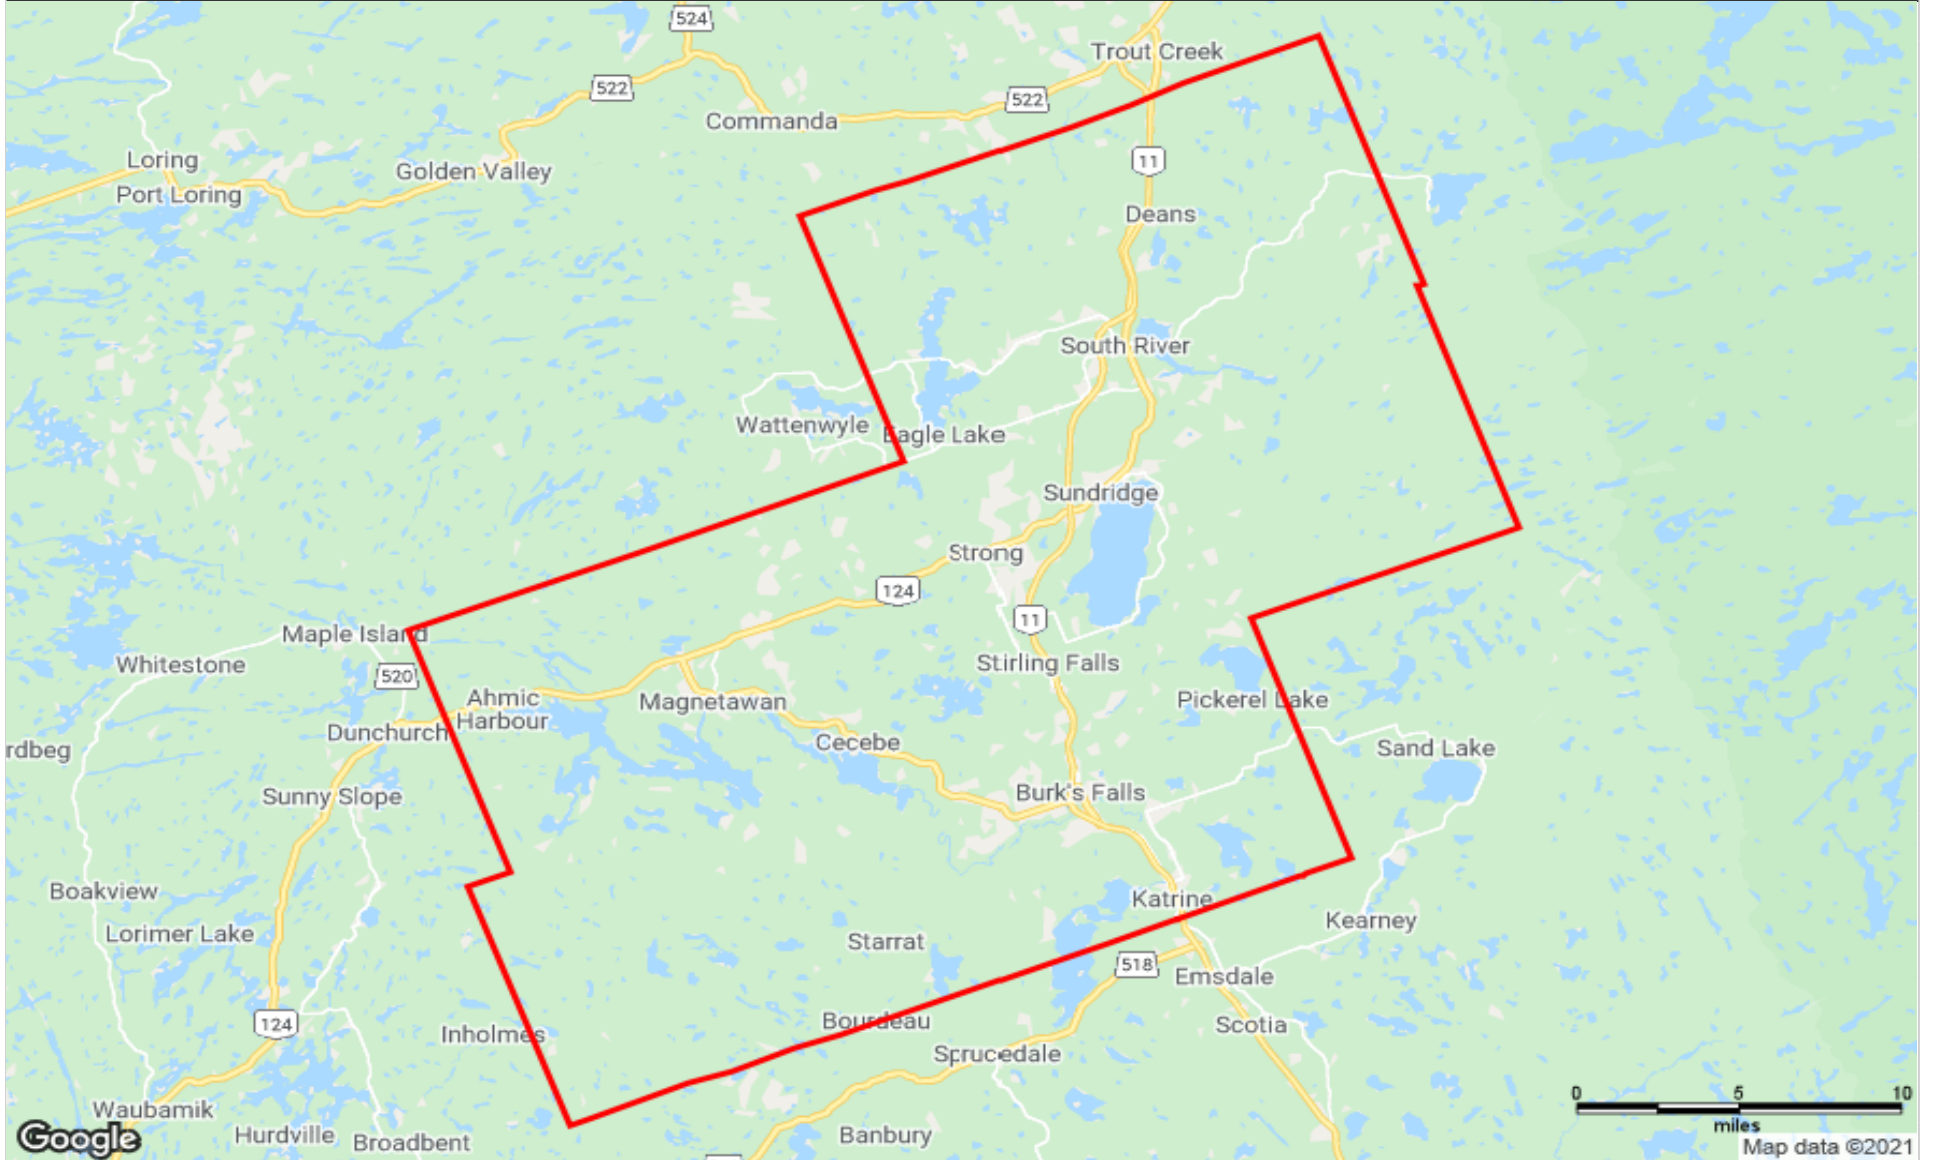 524
Trout Creek
522
522
Commanda
Loring
Golden Valley
Port Loring
11
Deans
South River
Wattenwyle
Eagle Lake
Sundridge
Strong
124
11
Maple Island
Whitestone
520
Stirling Falls
Ahmic
Harbour
Magnetawan
Pickerel Lake
Dunchurch
Cecebe
Sand Lake
rdbeg
Sunny Slope
Burk's Falls
Boakview
Katrine
Kearney
Lorimer Lake
Starrat
518
Emsdale
124
Inholmes
Bourdeau
Scotia
Sprucedale
0 5 10
miles
Waubamik
Google
Hurdville
Broadbent
Banbury
Map data ©2021